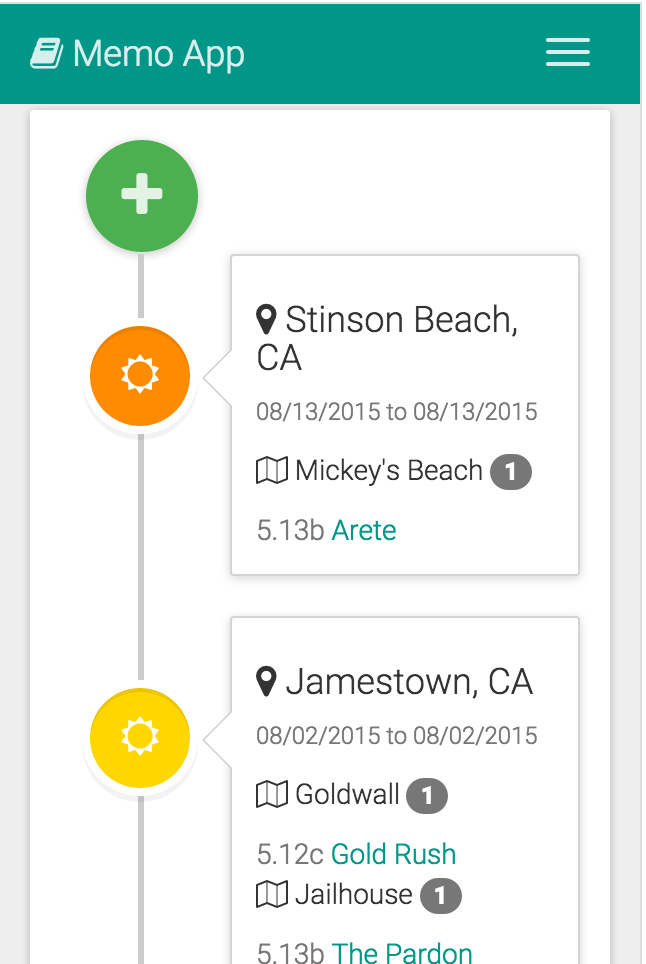 Memo App
Stinson Beach,
CA
08/13/2015 to 08/13/2015
Mickey's Beach 1
5.13b Arete
Jamestown, CA
08/02/2015 to 08/02/2015
Goldwall 1
5.12c Gold Rush
Jailhouse 1
5.13b The Pardon